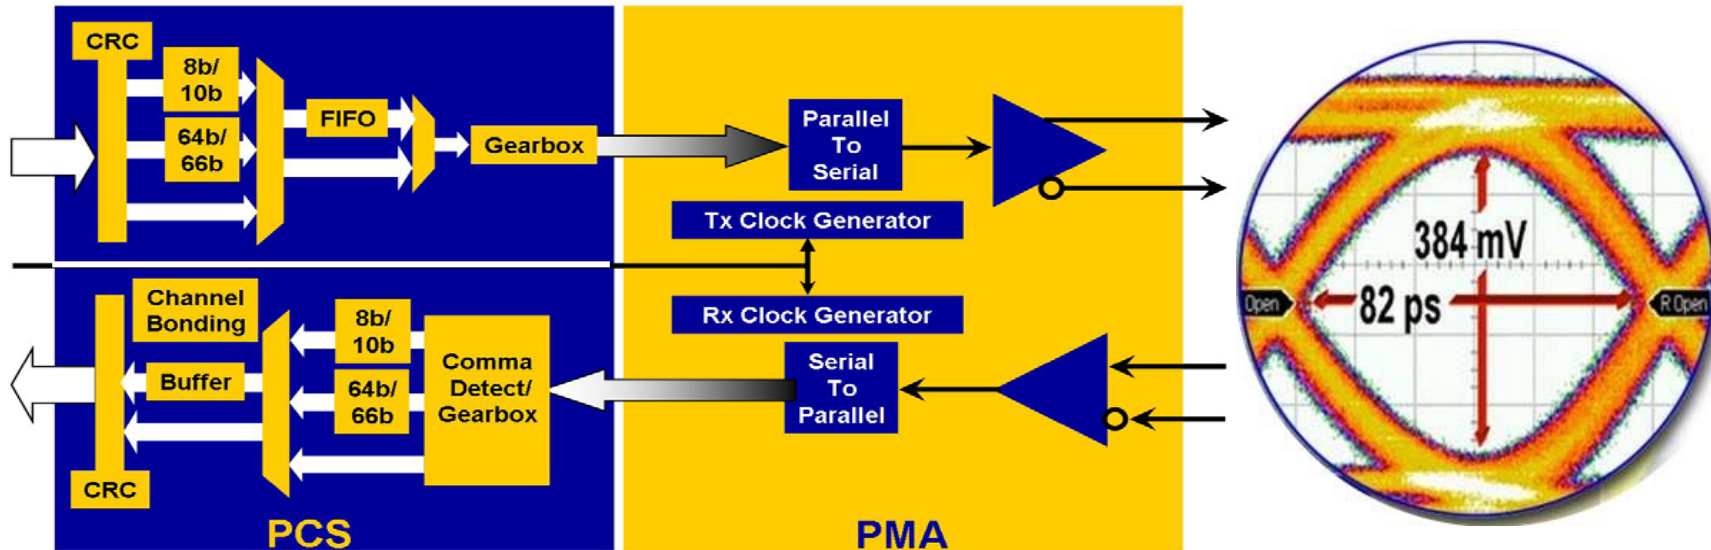 CRC
8b/
10b
64b/
66b
FIFO
Gearbox
Parallel
To
Serial
Tx Clock Generator
Channel
Bonding
Buffer
CRC
8b/
10b
64b/
66b
Comma
Detect/
Gearbox
Rx Clock Generator
Serial
To
Parallel
PCS
PMA
384 mV
82 ps
Open
R Open